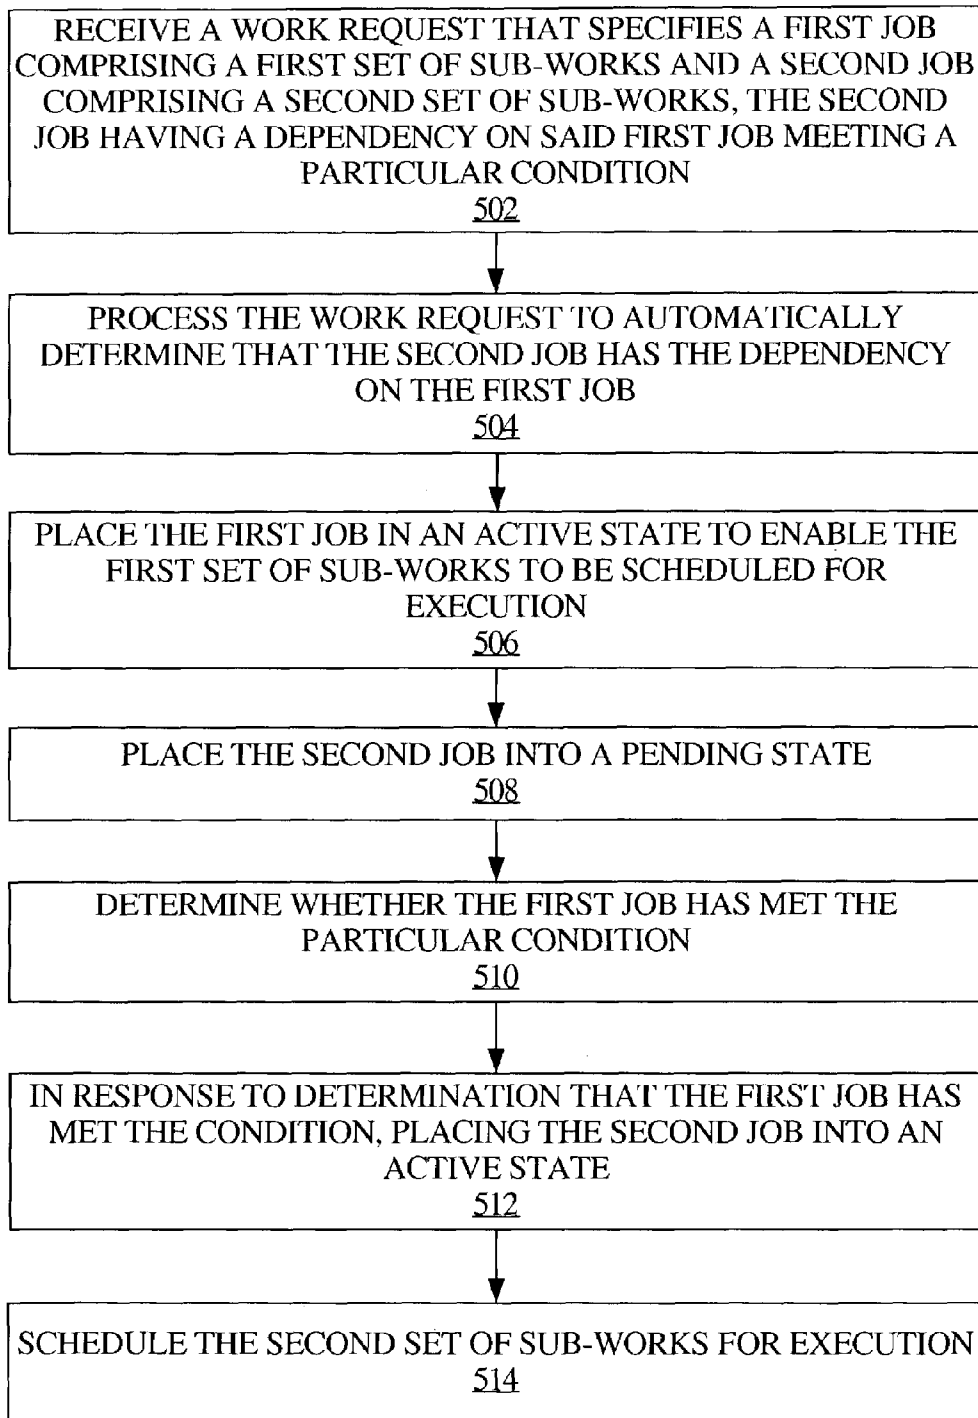 RECEIVE A WORK REQUEST THAT SPECIFIES A FIRST JOB
COMPRISING A FIRST SET OF SUB-WORKS AND A SECOND JOB
COMPRISING A SECOND SET OF SUB-WORKS, THE SECOND
JOB HAVING A DEPENDENCY ON SAID FIRST JOB MEETING A
PARTICULAR CONDITION
502
PROCESS THE WORK REQUEST TO AUTOMATICALLY
DETERMINE THAT THE SECOND JOB HAS THE DEPENDENCY
ON THE FIRST JOB
504
PLACE THE FIRST JOB IN AN ACTIVE STATE TO ENABLE THE
FIRST SET OF SUB-WORKS TO BE SCHEDULED FOR
EXECUTION
506
PLACE THE SECOND JOB INTO A PENDING STATE
508
DETERMINE WHETHER THE FIRST JOB HAS MET THE
PARTICULAR CONDITION
510
IN RESPONSE TO DETERMINATION THAT THE FIRST JOB HAS
MET THE CONDITION, PLACING THE SECOND JOB INTO AN
ACTIVE STATE
512
SCHEDULE THE SECOND SET OF SUB-WORKS FOR EXECUTION
514